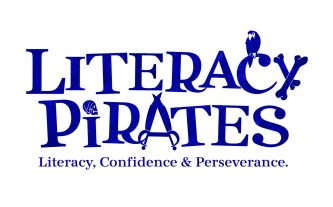 LITERACY
PIRATES
Literacy, Confidence & Perseverance.